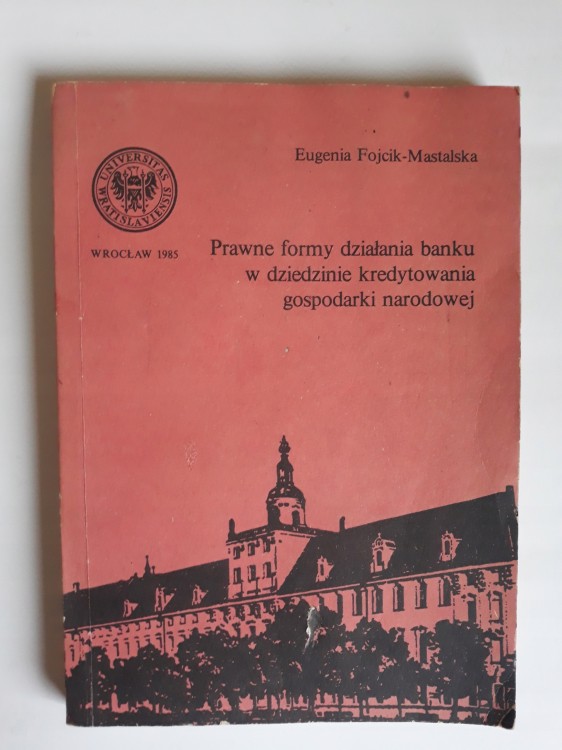 Eugenia Fojcik-Mastalska
UNIVERSITAS
WRATISLAVIENSIS
WROCŁAW 1985
Prawne formy działania banku
w dziedzinie kredytowania
gospodarki narodowej